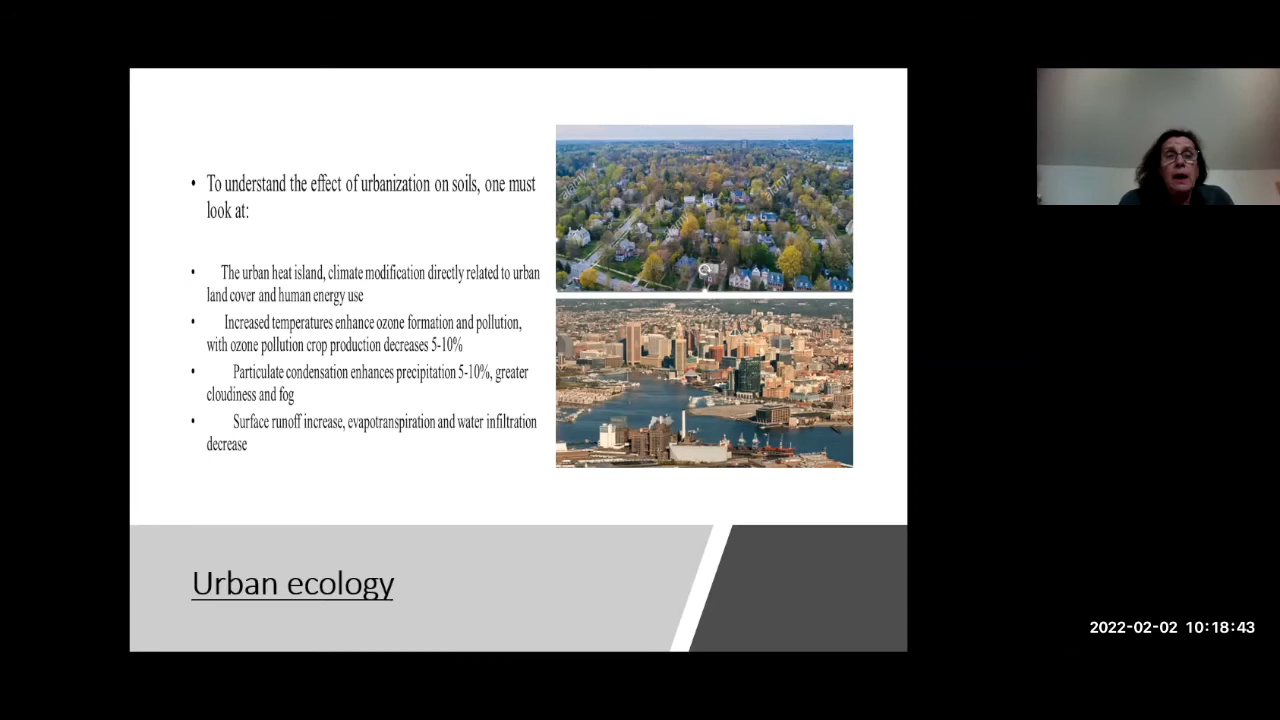 • To understand the effect of urbanization on soils, one must
look at:
• The urban heat island, climate modification directly related to urban
land cover and human energy use
• Increased temperatures enhance ozone formation and pollution,
with ozone pollution crop production decreases 5-10%
• Particulate condensation enhances precipitation 5-10%, greater
cloudiness and fog
• Surface runoff increase, evapotranspiration and water infiltration
decrease
alamy
alamy
alamy
Urban ecology
2022-02-02 10:18:43